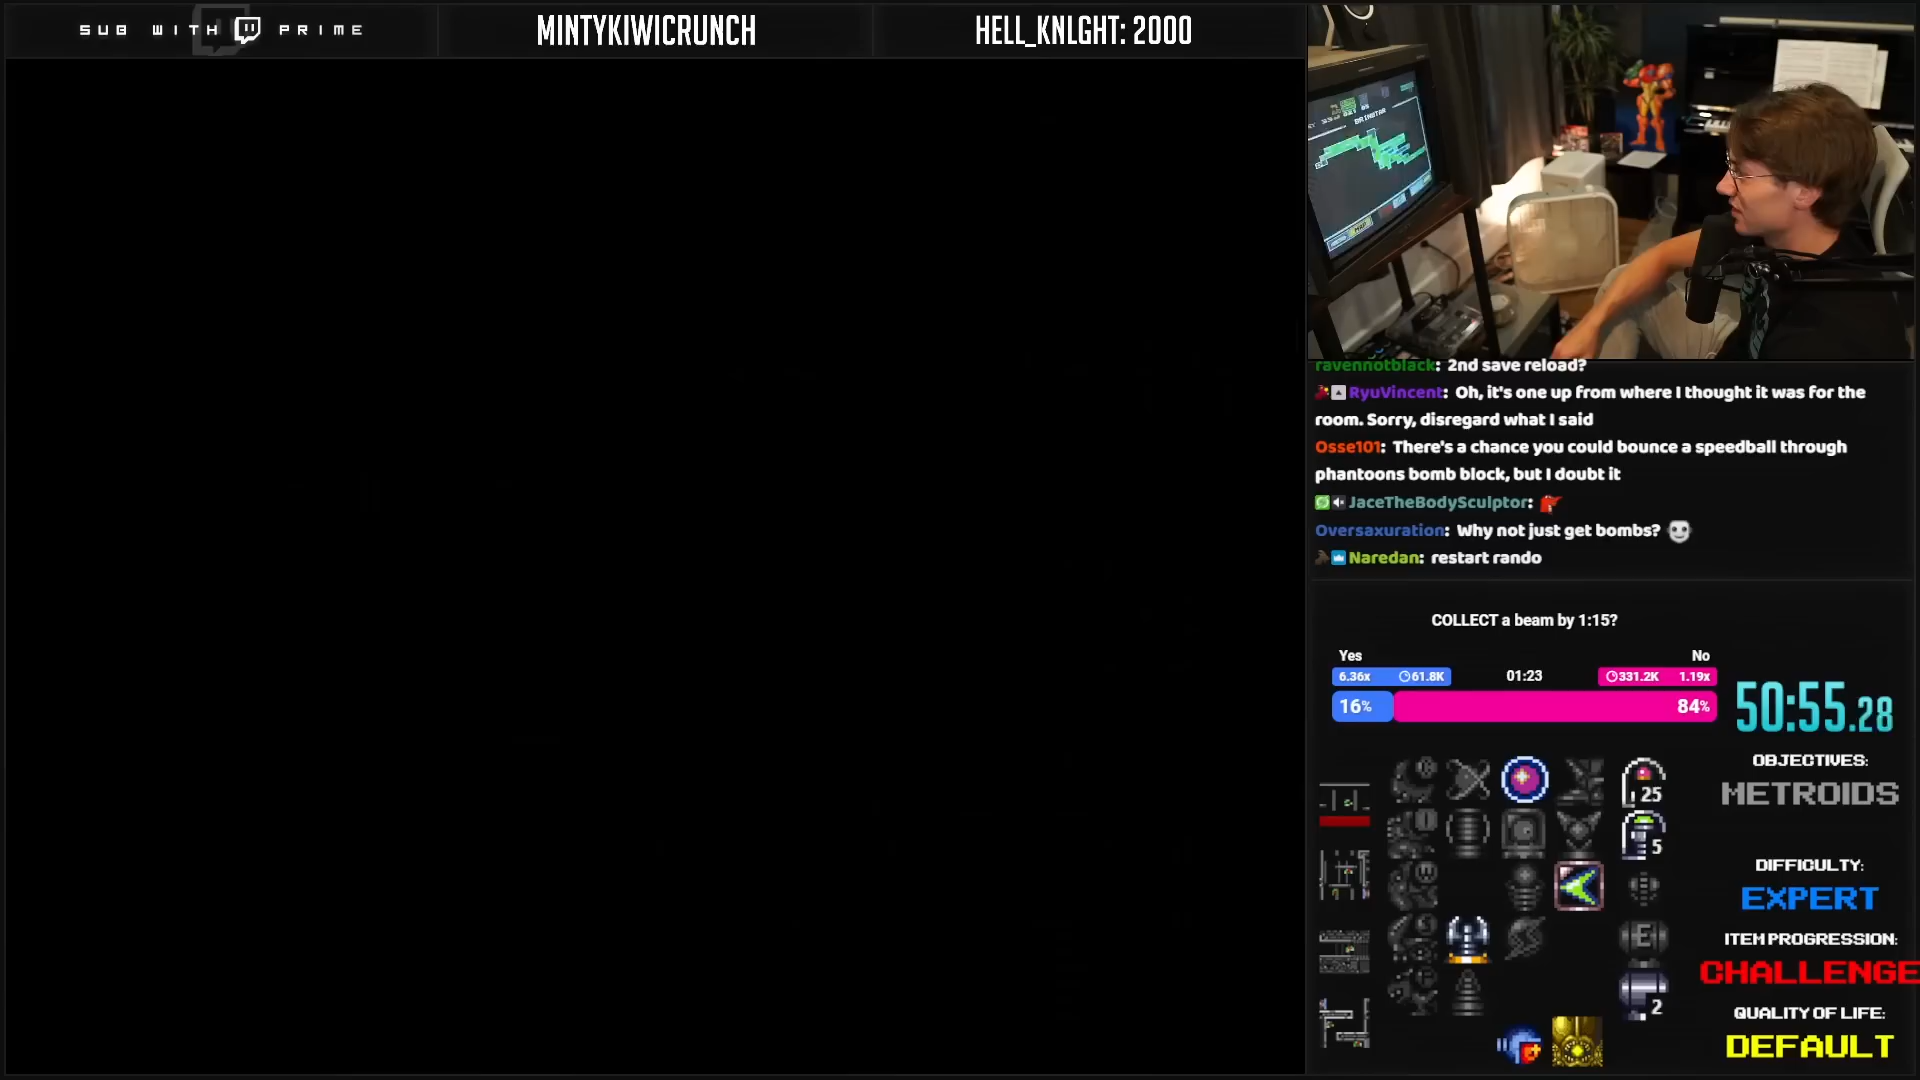 SUB WITH PRIME
MINTYKIWICRUNCH
HELL_KNLGHT: 2000
BRINSTAR
ravennotblack: 2nd save reload?
RyuVincent: Oh, it's one up from where I thought it was for the
room. Sorry, disregard what I said
Osse101: There's a chance you could bounce a speedball through
phantoons bomb block, but I doubt it
JaceTheBodySculptor:
Oversaxuration: Why not just get bombs?
Naredan: restart rando
COLLECT a beam by 1:15?
Yes
No
6.36x
61.8K
01:23
331.2K
1.19x
16%
84%
50:55.28
25
5
E
2
OBJECTIVES:
METROIDS
DIFFICULTY:
EXPERT
ITEM PROGRESSION:
CHALLENGE
QUALITY OF LIFE:
DEFAULT